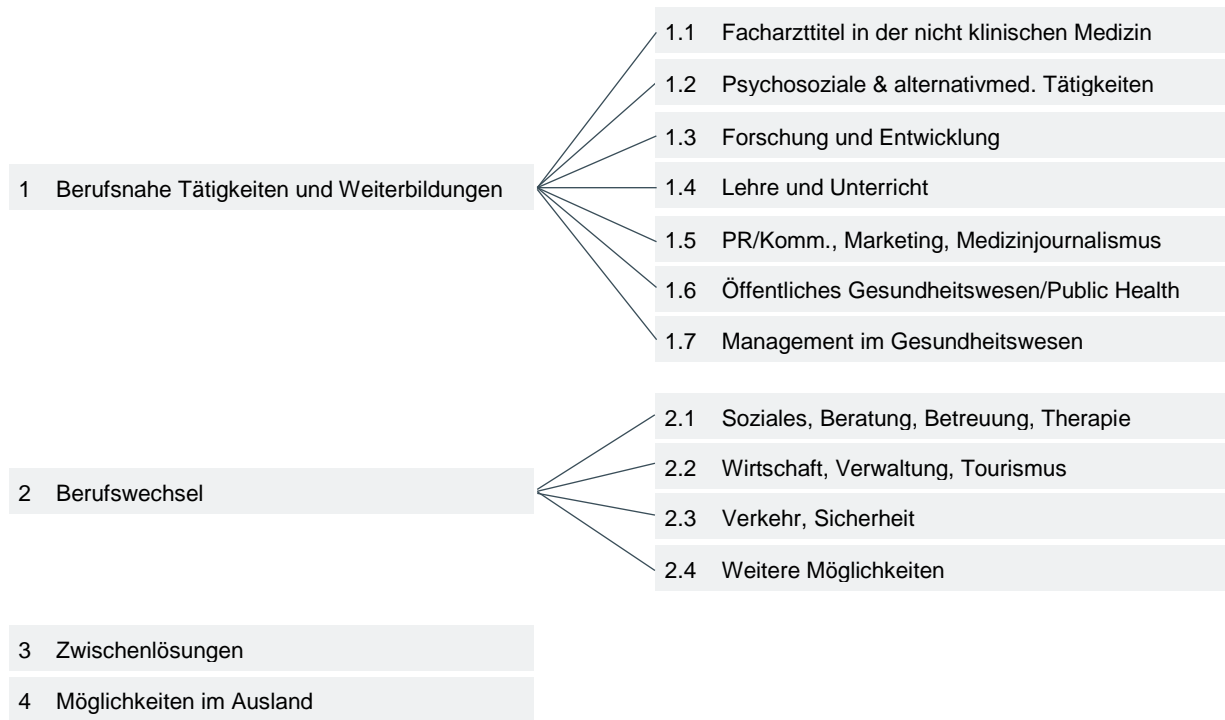 1.1 Facharzttitel in der nicht klinischen Medizin
1.2 Psychosoziale & alternativmed. Tätigkeiten
1.3 Forschung und Entwicklung
1 Berufsnahe Tätigkeiten und Weiterbildungen
1.4 Lehre und Unterricht
1.5 PR/Komm., Marketing, Medizinjournalismus
1.6 Öffentliches Gesundheitswesen/Public Health
1.7 Management im Gesundheitswesen
2.1 Soziales, Beratung, Betreuung, Therapie
2.2 Wirtschaft, Verwaltung, Tourismus
2 Berufswechsel
2.3 Verkehr, Sicherheit
2.4 Weitere Möglichkeiten
3 Zwischenlösungen
4 Möglichkeiten im Ausland